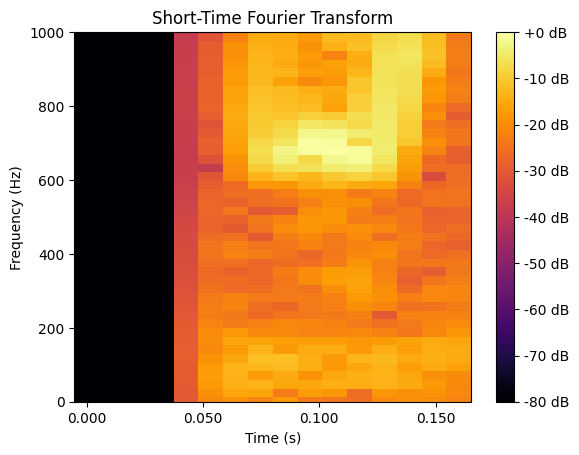 Short-Time Fourier Transform
1000
800
600
400
200
0
Frequency (Hz)
0.000
0.050
0.100
0.150
Time (s)
+0 dB
-10 dB
-20 dB
-30 dB
-40 dB
-50 dB
-60 dB
-70 dB
-80 dB